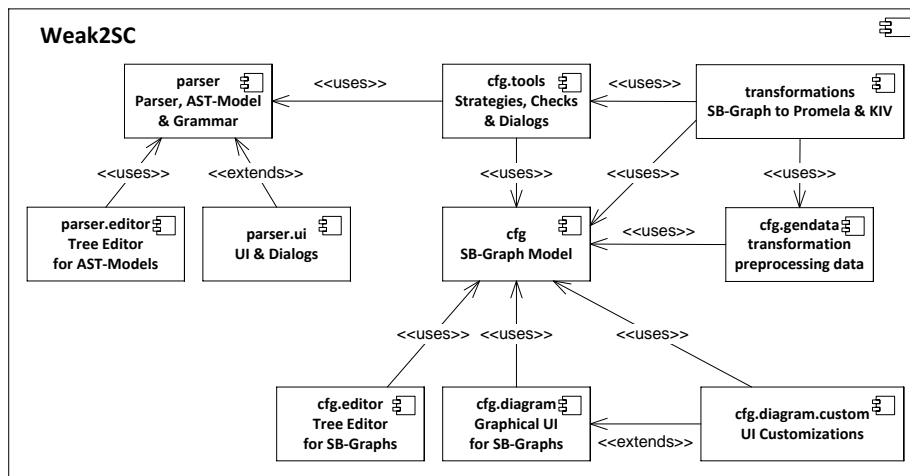 Weak2SC
parser
Parser, AST-Model
& Grammar
<<uses>>
cfg.tools
Strategies, Checks
& Dialogs
<<uses>>
transformations
SB-Graph to Promela & KIV
<<uses>>
<<extends>>
<<uses>>
<<uses>>
<<uses>>
parser.editor
Tree Editor
for AST-Models
parser.ui
UI & Dialogs
cfg
SB-Graph Model
<<uses>>
cfg.gendata
transformation
preprocessing data
<<uses>>
<<uses>>
<<uses>>
cfg.editor
Tree Editor
for SB-Graphs
cfg.diagram
Graphical UI
for SB-Graphs
<<extends>>
cfg.diagram.custom
UI Customizations